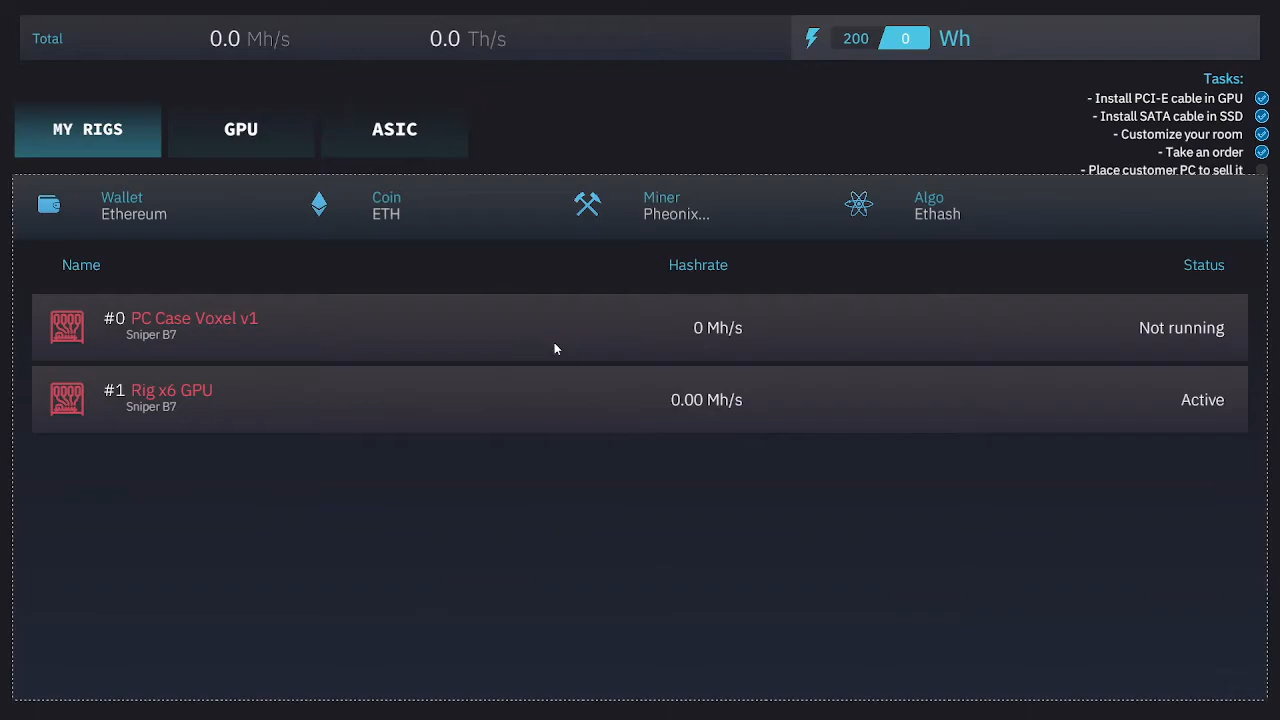 Total
0.0 Mh/s
0.0 Th/s
200
0
Wh
Tasks:
- Install PCI-E cable in GPU
- Install SATA cable in SSD
- Customize your room
- Take an order
- Place customer PC to sell it
MY RIGS
GPU
ASIC
Wallet
Ethereum
Coin
ETH
Miner
Pheonix...
Algo
Ethash
Name
Hashrate
Status
#0 PC Case Voxel v1
Sniper B7
0 Mh/s
Not running
#1 Rig x6 GPU
Sniper B7
0.00 Mh/s
Active